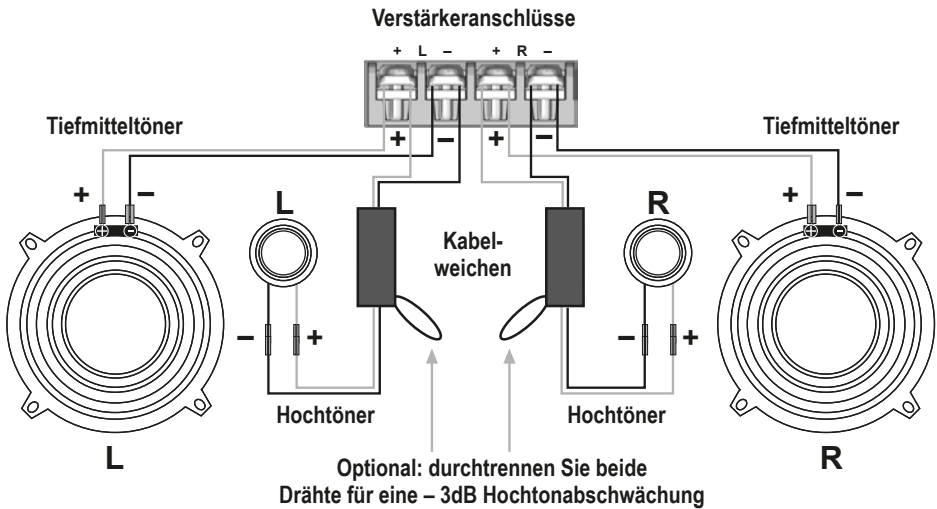 Verstärkeranschlüsse
+ L – + R –
+ – + –
Tiefmitteltöner
Tiefmitteltöner
+ –
+ –
L
R
Kabel-
weichen
– +
– +
Hochtöner
Hochtöner
L
R
Optional: durchtrennen Sie beide
Drähte für eine – 3dB Hochtonabschwächung